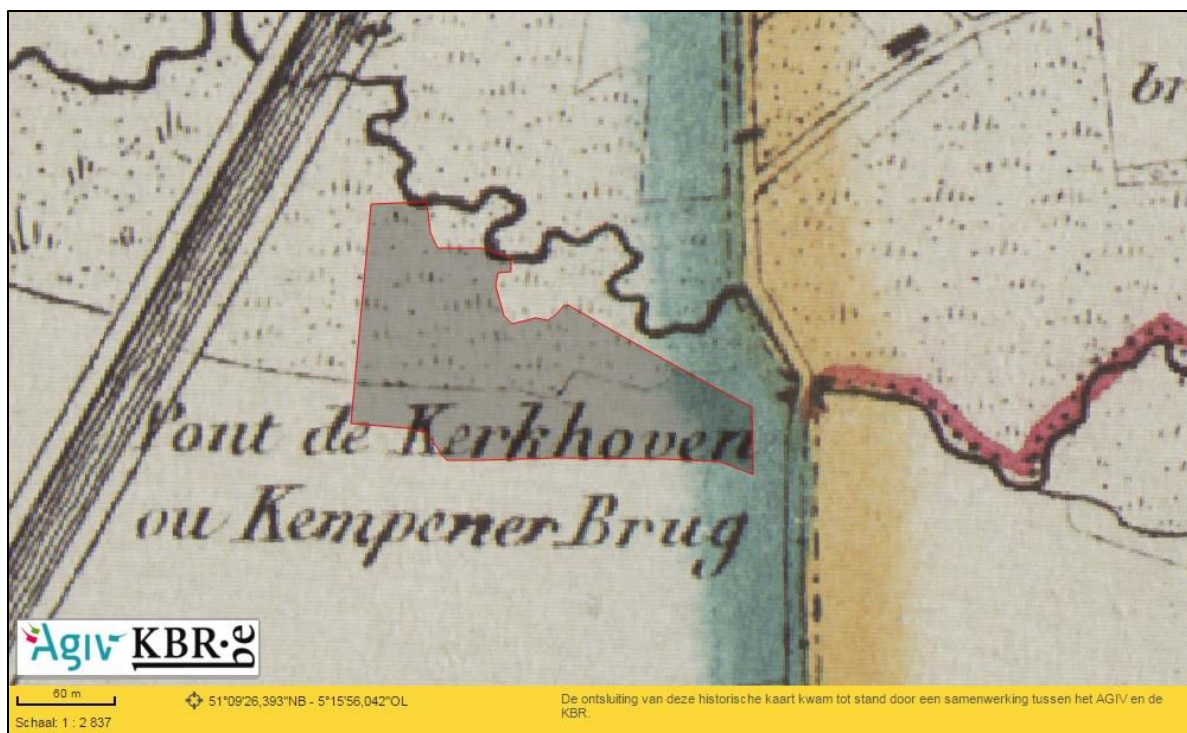 br
Pont de Kerkhoven
ou Kempener Brug
Agiv KBR.be
60 m
Schaal: 1 : 2 837
51°09'26,393"NB - 5°15'56,042"OL
De ontsluiting van deze historische kaart kwam tot stand door een samenwerking tussen het AGIV en de
KBR.